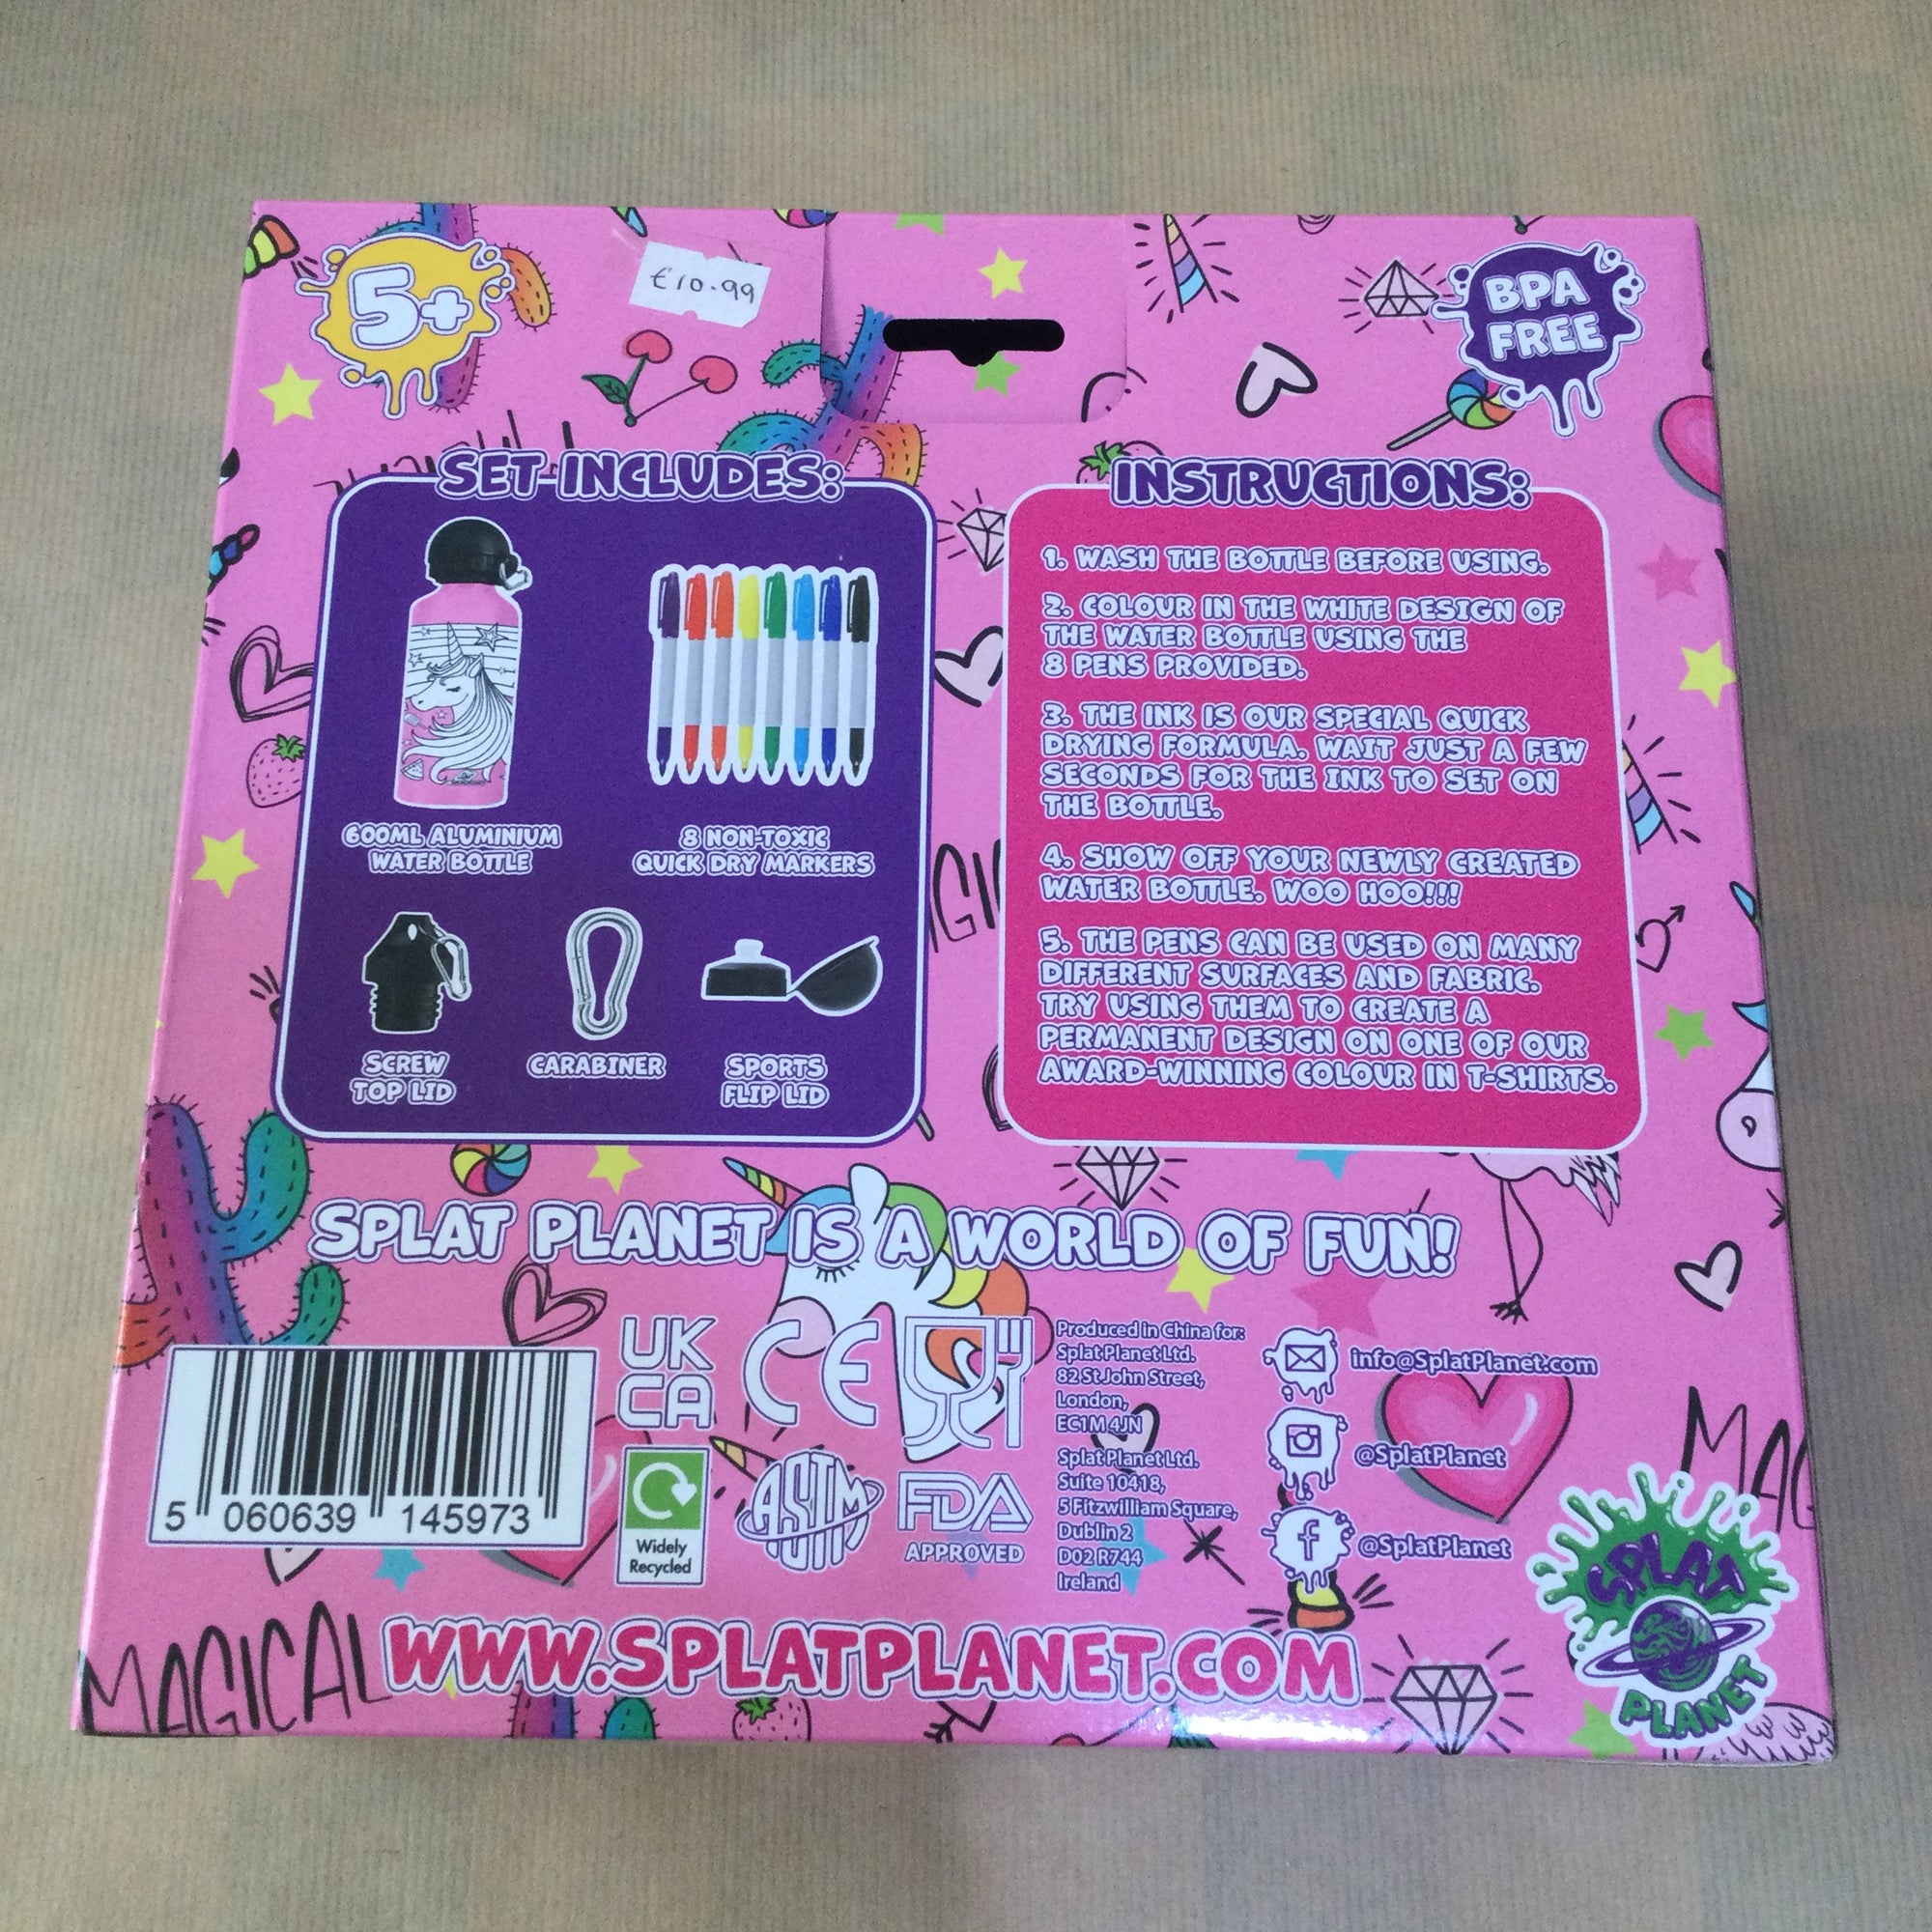 5+
£10.99
BPA
FREE
SET INCLUDES:
600ML ALUMINIUM
WATER BOTTLE
8 NON-TOXIC
QUICK DRY MARKERS
SCREW
TOP LID
CARABINER
SPORTS
FLIP LID
INSTRUCTIONS:
1. WASH THE BOTTLE BEFORE USING.
2. COLOUR IN THE WHITE DESIGN OF
THE WATER BOTTLE USING THE
8 PENS PROVIDED.
3. THE INK IS OUR SPECIAL QUICK
DRYING FORMULA. WAIT JUST A FEW
SECONDS FOR THE INK TO SET ON
THE BOTTLE.
4. SHOW OFF YOUR NEWLY CREATED
WATER BOTTLE. WOO HOO!!!
5. THE PENS CAN BE USED ON MANY
DIFFERENT SURFACES AND FABRIC.
TRY USING THEM TO CREATE A
PERMANENT DESIGN ON ONE OF OUR
AWARD-WINNING COLOUR IN T-SHIRTS.
SPLAT PLANET IS A WORLD OF FUN!
5 060639 145973
UK
CA
CE
Widely
Recycled
ASTM
FDA
APPROVED
Produced in China for:
Splat Planet Ltd.
82 St John Street,
London,
EC1M 4JN
Splat Planet Ltd.
Suite 10418,
5 Fitzwilliam Square,
Dublin 2
D02 R744
Ireland
info@SplatPlanet.com
@SplatPlanet
@SplatPlanet
SPLAT
PLANET
MAGICAL
WWW.SPLATPLANET.COM